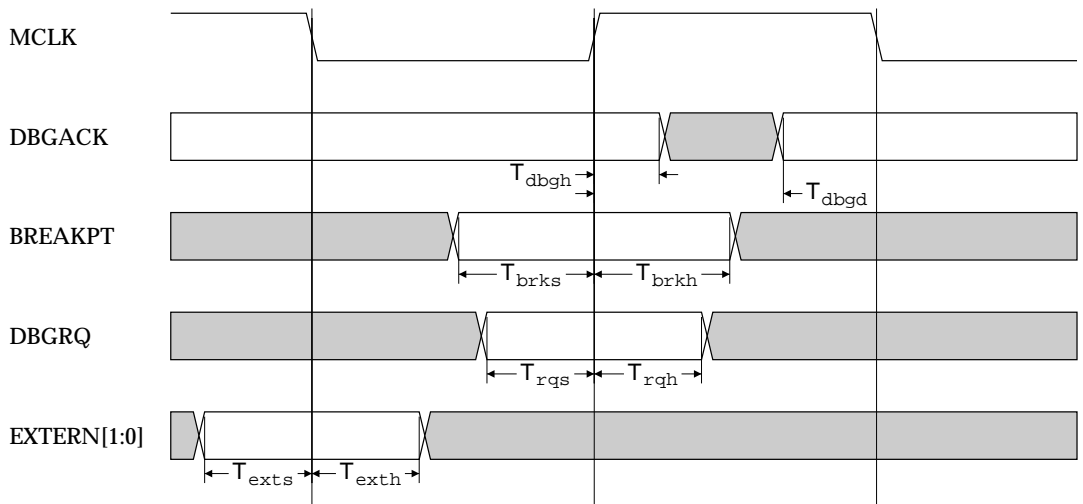 MCLK
DBGACK
Tdbgh
Tdbgd
BREAKPT
Tbrks
Tbrkh
DBGRQ
Trqs
Trqh
EXTERN[1:0]
Texts
Texth